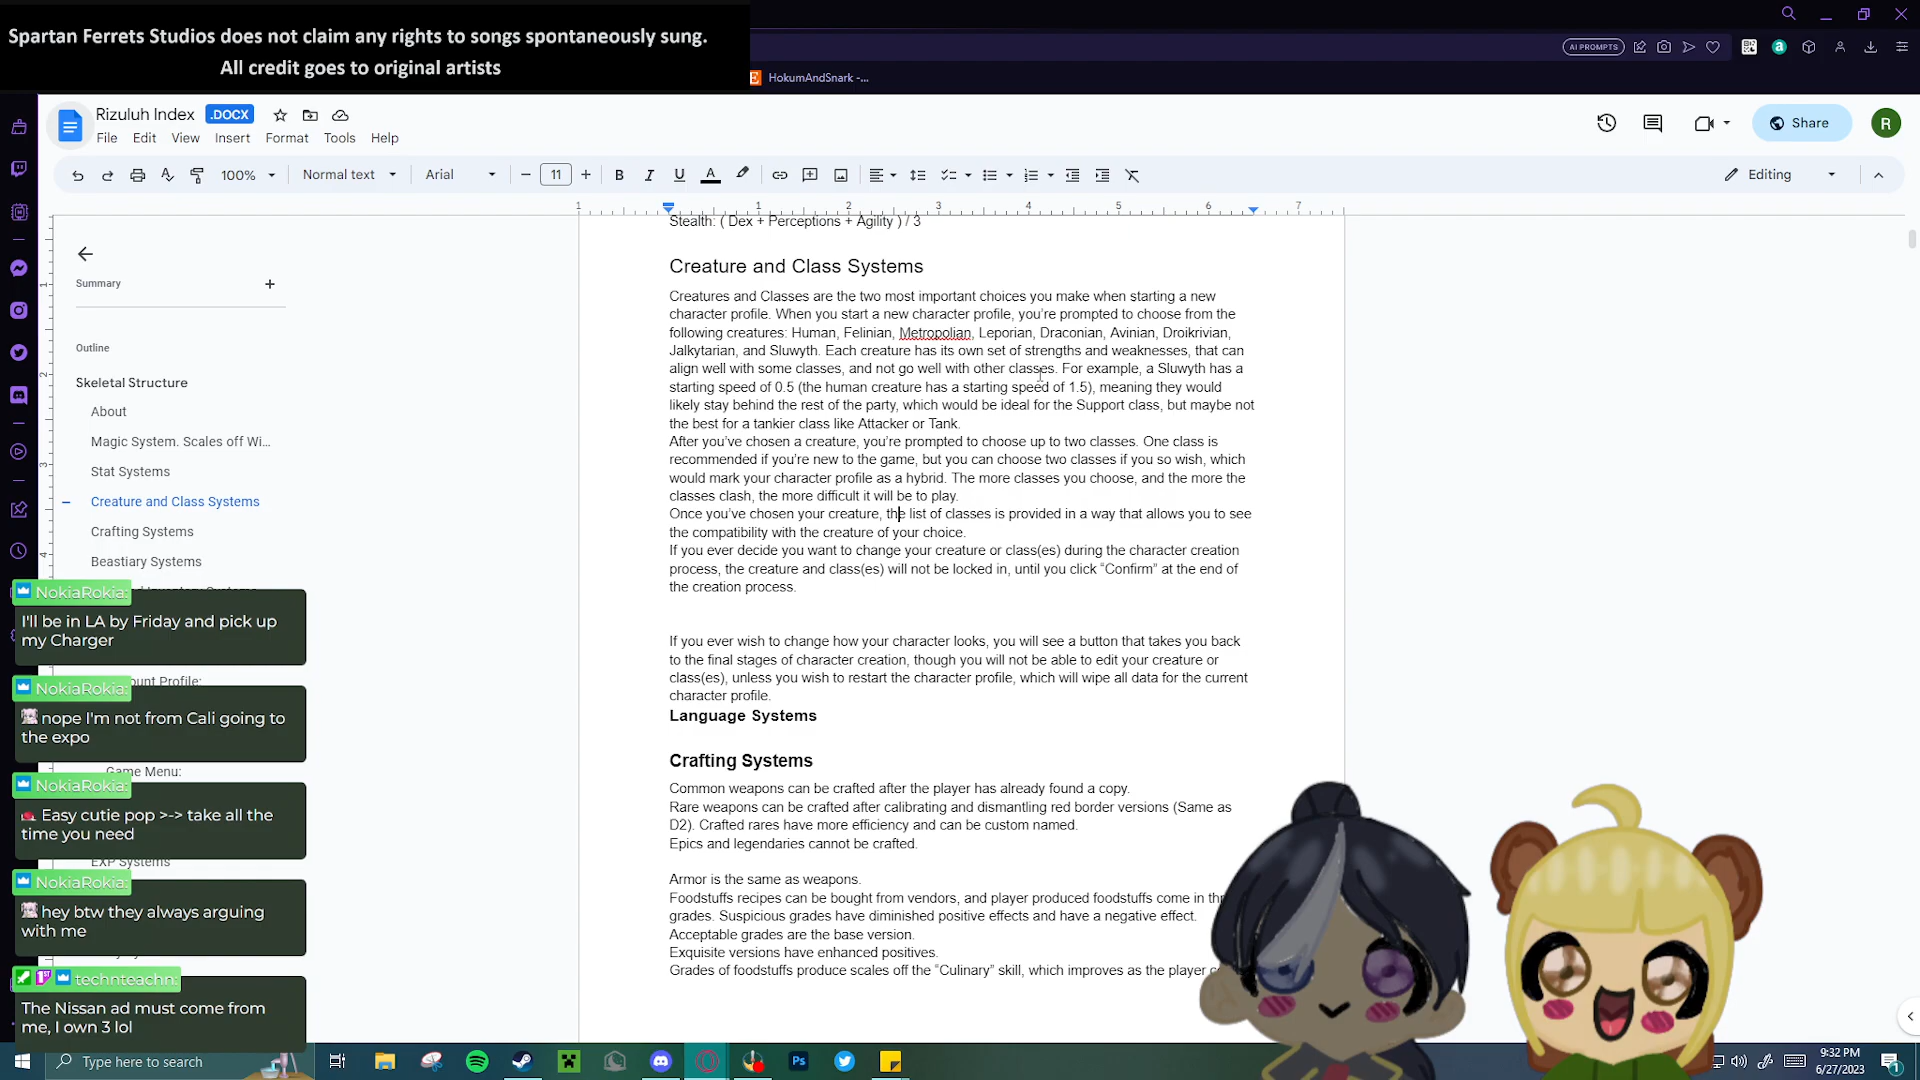 Spartan Ferrets Studios does not claim any rights to songs spontaneously sung.
All credit goes to original artists
AI PROMPTS
HokumAndSnark -...
Rizuluh Index .DOCX
File Edit View Insert Format Tools Help
Share
R
100% Normal text Arial 11
Editing
1 1 2 3 4 5 6 7
Summary
Outline
Skeletal Structure
About
Magic System. Scales off Wi...
Stat Systems
Creature and Class Systems
Crafting Systems
Beastiary Systems
ount Profile:
Game Menu:
EXP Systems
Stealth: ( Dex + Perceptions + Agility ) / 3
Creature and Class Systems
Creatures and Classes are the two most important choices you make when starting a new
character profile. When you start a new character profile, you're prompted to choose from the
following creatures: Human, Felinian, Metropolian, Leporian, Draconian, Avinian, Droikrivian,
Jalkytarian, and Sluwyth. Each creature has its own set of strengths and weaknesses, that can
align well with some classes, and not go well with other classes. For example, a Sluwyth has a
starting speed of 0.5 (the human creature has a starting speed of 1.5), meaning they would
likely stay behind the rest of the party, which would be ideal for the Support class, but maybe not
the best for a tankier class like Attacker or Tank.
After you've chosen a creature, you're prompted to choose up to two classes. One class is
recommended if you're new to the game, but you can choose two classes if you so wish, which
would mark your character profile as a hybrid. The more classes you choose, and the more the
classes clash, the more difficult it will be to play.
Once you've chosen your creature, the list of classes is provided in a way that allows you to see
the compatibility with the creature of your choice.
If you ever decide you want to change your creature or class(es) during the character creation
process, the creature and class(es) will not be locked in, until you click “Confirm” at the end of
the creation process.
If you ever wish to change how your character looks, you will see a button that takes you back
to the final stages of character creation, though you will not be able to edit your creature or
class(es), unless you wish to restart the character profile, which will wipe all data for the current
character profile.
Language Systems
Crafting Systems
Common weapons can be crafted after the player has already found a copy.
Rare weapons can be crafted after calibrating and dismantling red border versions (Same as
D2). Crafted rares have more efficiency and can be custom named.
Epics and legendaries cannot be crafted.
Armor is the same as weapons.
Foodstuffs recipes can be bought from vendors, and player produced foodstuffs come in
grades. Suspicious grades have diminished positive effects and have a negative effect.
Acceptable grades are the base version.
Exquisite versions have enhanced positives.
Grades of foodstuffs produce scales off the “Culinary” skill, which improves as the player
NokiaRokia:
I'll be in LA by Friday and pick up
my Charger
NokiaRokia:
nope I'm not from Cali going to
the expo
NokiaRokia:
Easy cutie pop >-> take all the
time you need
NokiaRokia:
hey btw they always arguing
with me
technteachn:
The Nissan ad must come from
me, I own 3 lol
Type here to search
Ps
9:32 PM
6/27/2023
1